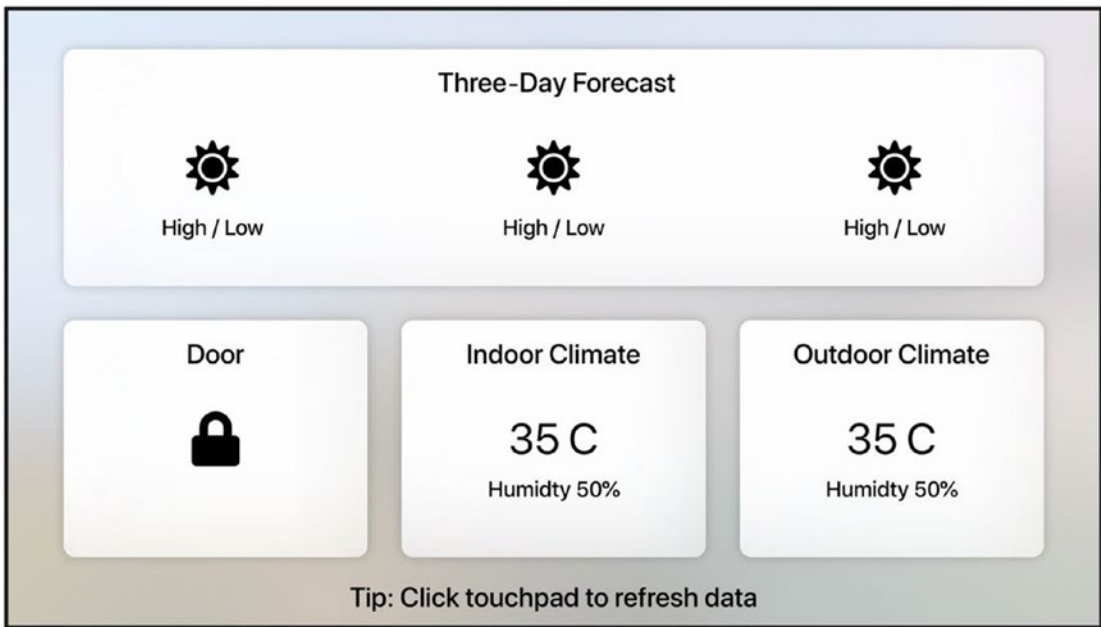 Three-Day Forecast
High / Low
High / Low
High / Low
Door
Indoor Climate
Outdoor Climate
35 C
35 C
Humidty 50%
Humidty 50%
Tip: Click touchpad to refresh data